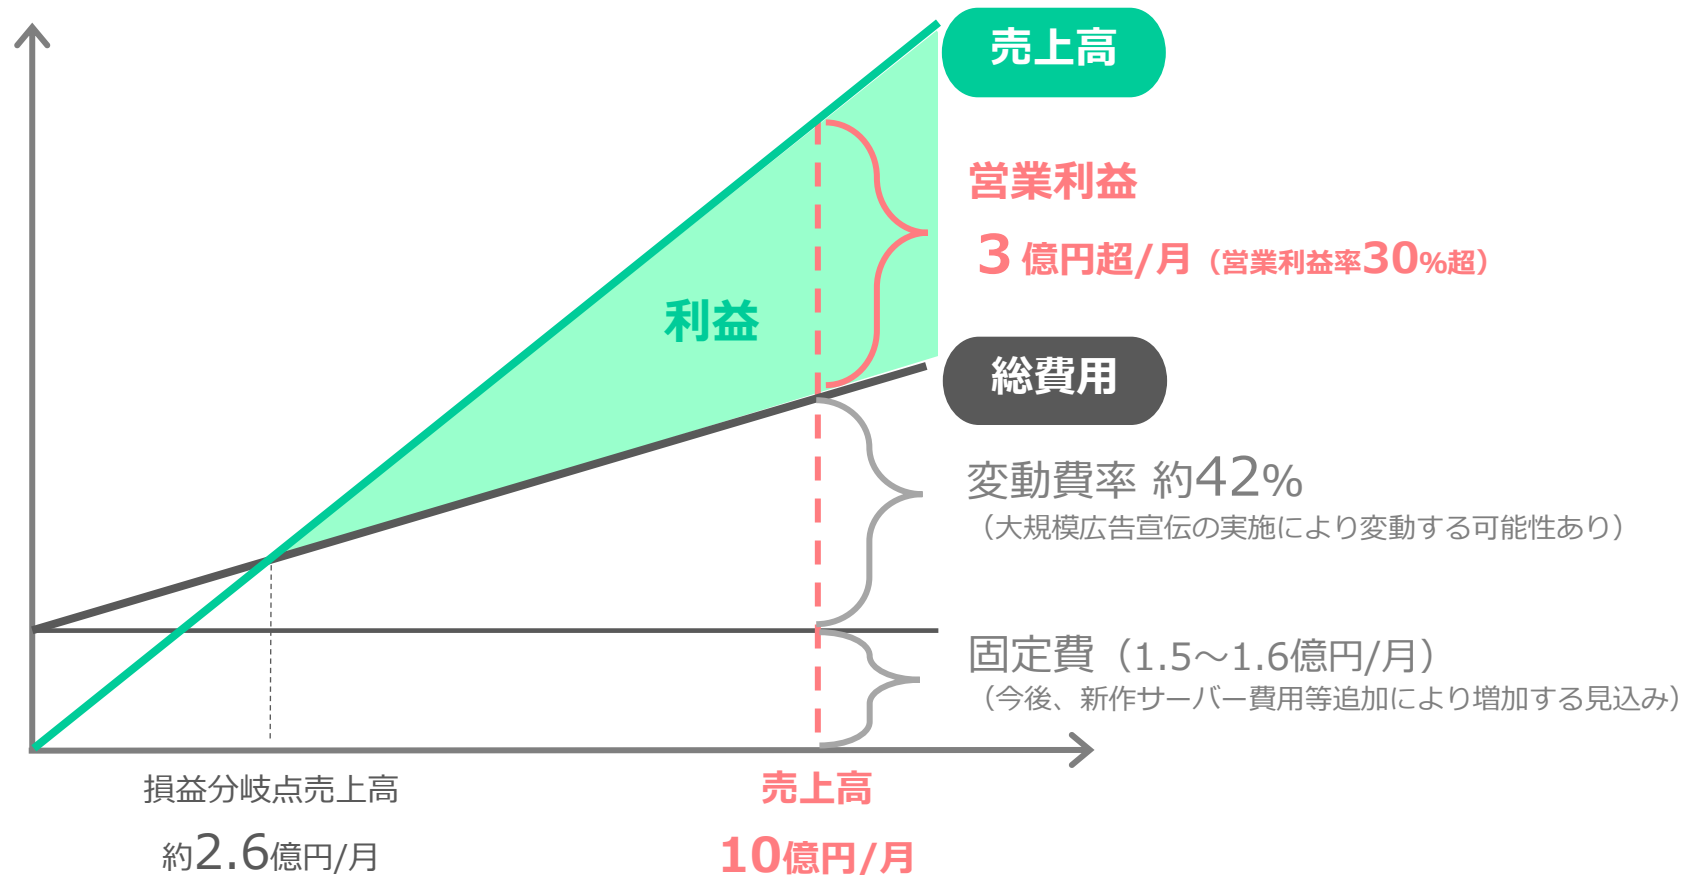 売上高
営業利益
3億円超/月（営業利益率30%超）
利益
総費用
変動費率 約42%
（大規模広告宣伝の実施により変動する可能性あり）
固定費（1.5～1.6億円/月）
（今後、新作サーバー費用等追加により増加する見込み）
損益分岐点売上高
約2.6億円/月
売上高
10億円/月